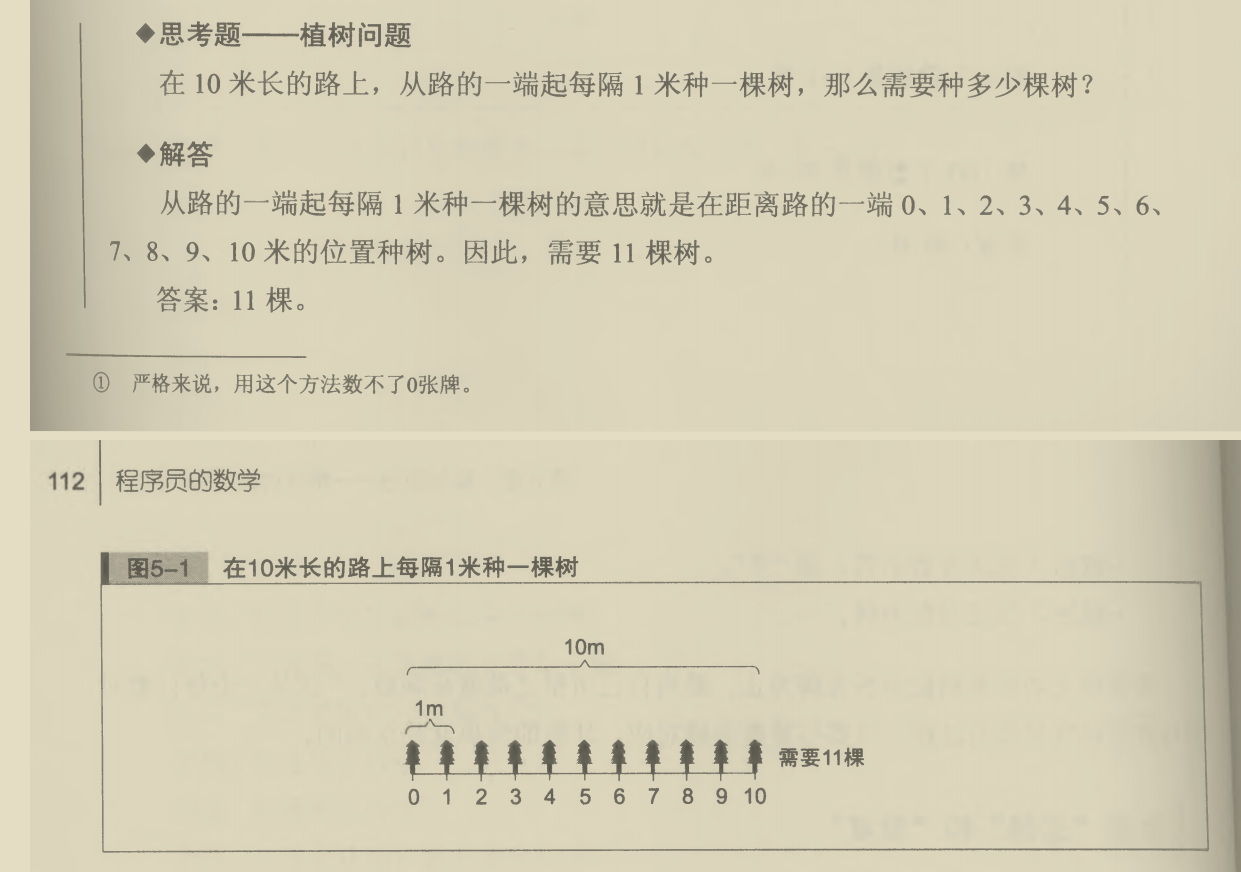 ◆思考题——植树问题
在 10 米长的路上，从路的一端起每隔 1 米种一棵树，那么需要种多少棵树？
◆解答
从路的一端起每隔 1 米种一棵树的意思就是在距离路的一端 0、1、2、3、4、5、6、
7、8、9、10 米的位置种树。因此，需要 11 棵树。
答案：11 棵。
① 严格来说，用这个方法数不了0张牌。
112 程序员的数学
图5–1 在10米长的路上每隔1米种一棵树
10m
1m
需要11棵
0 1 2 3 4 5 6 7 8 9 10